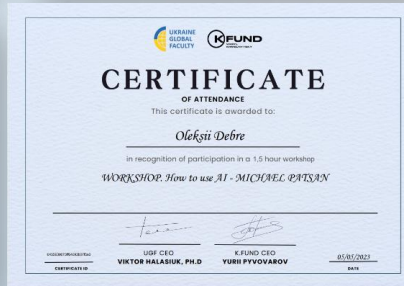 UKRAINE
GLOBAL
FACULTY
KFUND
CERTIFICATE
OF ATTENDANCE
This certificate is awarded to:
Oleksii Debre
in recognition of participation in a 1,5 hour workshop
WORKSHOP. How to use AI - MICHAEL PATSAN
UGF CEO
VIKTOR HALASIUK, PH.D
K.FUND CEO
YURII PYVOVAROV
05/05/2023
CERTIFICATE ID
DATE